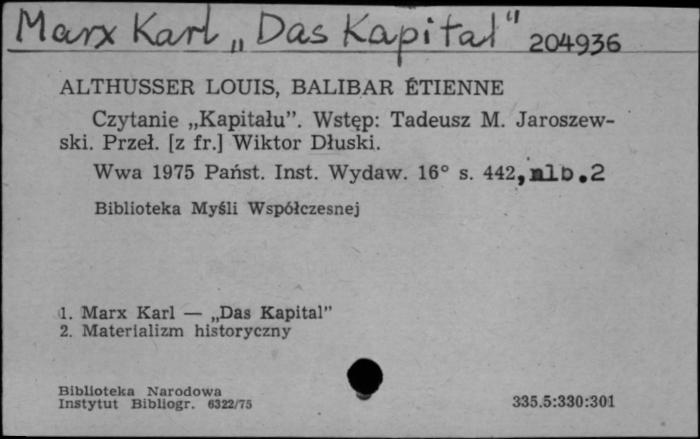 Marx Karl „Das Kapital" 204936
ALTHUSSER LOUIS, BALIBAR ÉTIENNE
Czytanie „Kapitału”. Wstęp: Tadeusz M. Jaroszew-
ski. Przeł. [z fr.] Wiktor Dłuski.
Wwa 1975 Państ. Inst. Wydaw. 16° s. 442, nlb.2
Biblioteka Myśli Współczesnej
1. Marx Karl — „Das Kapital”
2. Materializm historyczny
Biblioteka Narodowa
Instytut Bibliogr. 6322/75
335.5:330:301